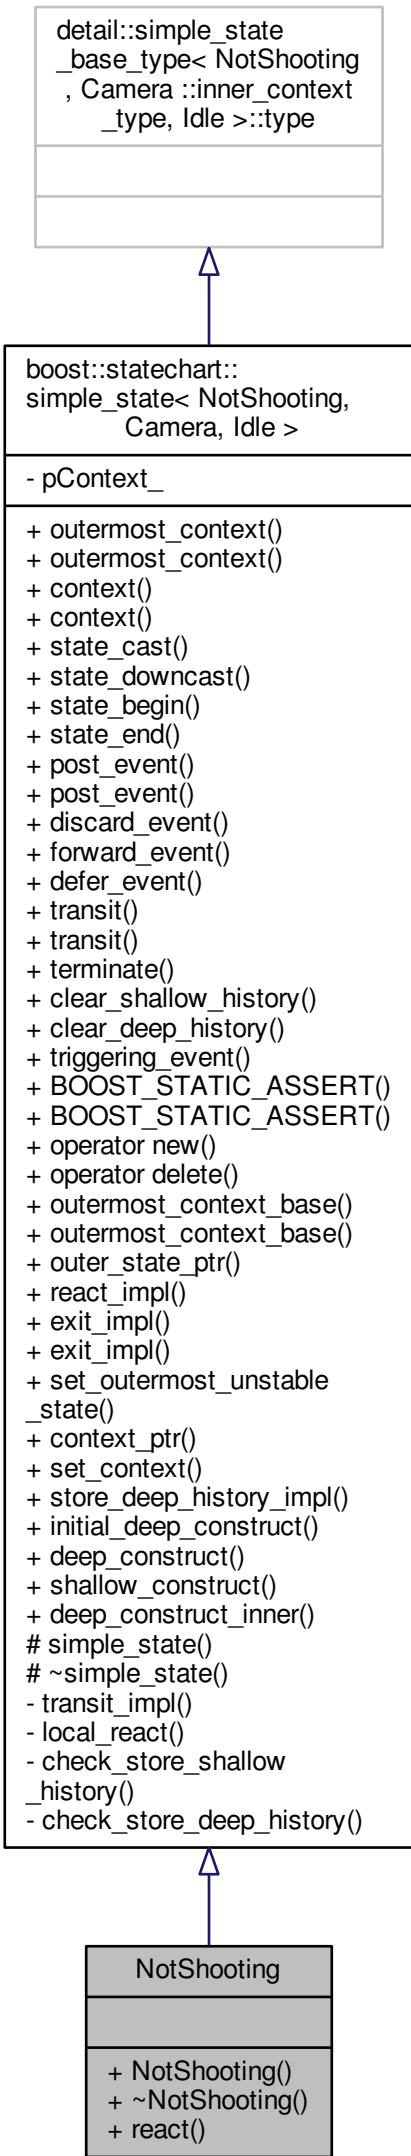 detail::simple_state
_base_type< NotShooting
, Camera ::inner_context
_type, Idle >::type
boost::statechart::
simple_state< NotShooting,
Camera, Idle >
- pContext_
+ outermost_context()
+ outermost_context()
+ context()
+ context()
+ state_cast()
+ state_downcast()
+ state_begin()
+ state_end()
+ post_event()
+ post_event()
+ discard_event()
+ forward_event()
+ defer_event()
+ transit()
+ transit()
+ terminate()
+ clear_shallow_history()
+ clear_deep_history()
+ triggering_event()
+ BOOST_STATIC_ASSERT()
+ BOOST_STATIC_ASSERT()
+ operator new()
+ operator delete()
+ outermost_context_base()
+ outermost_context_base()
+ outer_state_ptr()
+ react_impl()
+ exit_impl()
+ exit_impl()
+ set_outermost_unstable
_state()
+ context_ptr()
+ set_context()
+ store_deep_history_impl()
+ initial_deep_construct()
+ deep_construct()
+ shallow_construct()
+ deep_construct_inner()
# simple_state()
# ~simple_state()
- transit_impl()
- local_react()
- check_store_shallow
_history()
- check_store_deep_history()
NotShooting
+ NotShooting()
+ ~NotShooting()
+ react()